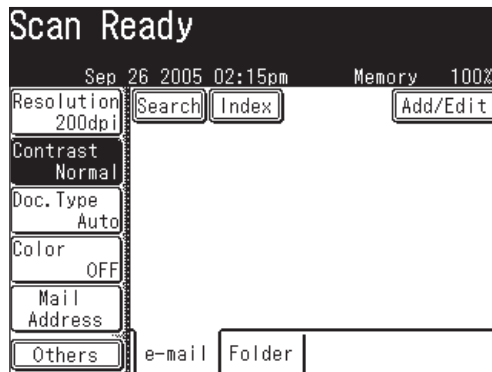 Scan Ready
Sep 26 2005 02:15pm Memory 100%
Resolution
200dpi
Search Index Add/Edit
Contrast
Normal
Doc.Type
Auto
Color
OFF
Mail
Address
Others e-mail Folder